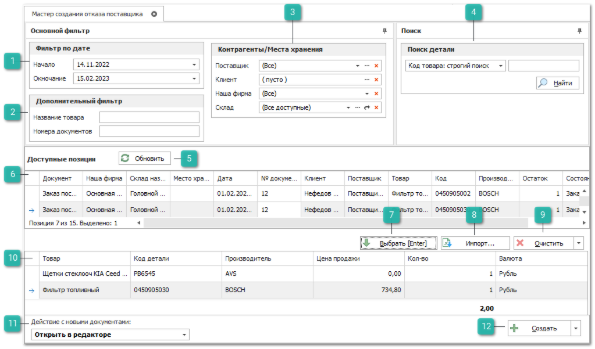 Мастер создания отказа поставщика
3
4
Основной фильтр
Поиск
Фильтр по дате
Контрагенты/Места хранения
Поиск детали
1
Начало 14.11.2022
Поставщик (Все)
Код товара: строгий поиск
Окончание 15.02.2023
Клиент ( пусто )
Найти
Наша фирма (Все)
2
Дополнительный фильтр
Склад (Все доступные)
Название товара
Номера документов
Доступные позиции
Обновить
5
6
Документ Наша фирма Склад наз... Место хра... Дата № докуме... Клиент Поставщик Товар Код Производ... Остаток Состоян
Заказ пос... Основная ... Головной ... 01.02.202... 12 Нефедов ... Поставщи... Фильтр то... 0450905002 BOSCH 1 Зака
Заказ пос... Основная ... Головной ... 01.02.202... 12 Нефедов ... Поставщи... Фильтр то... BOSCH 1 Зака
Позиция 7 из 15. Выделено: 1
7
8
9
Выбрать [Enter]
Импорт...
Очистить
10
Товар Код детали Производитель Цена продажи Кол-во Валюта
Щетки стеклооч KIA Ceed ... PB6545 AVS 0,00 1 Рубль
Фильтр топливный 0450905030 BOSCH 734,80 1 Рубль
2,00
11
Действие с новыми документами:
Открыть в редакторе
12
Создать